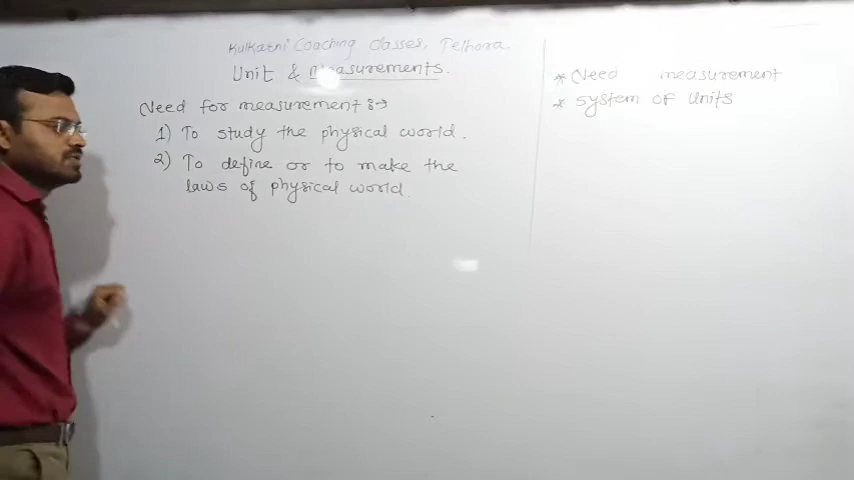 Kulkarni Coaching Classes, Telhara.
Unit & measurements.
Need for measurement :→
1) To study the physical world.
2) To define or to make the
laws of physical world.
* Need measurement
* system of Units